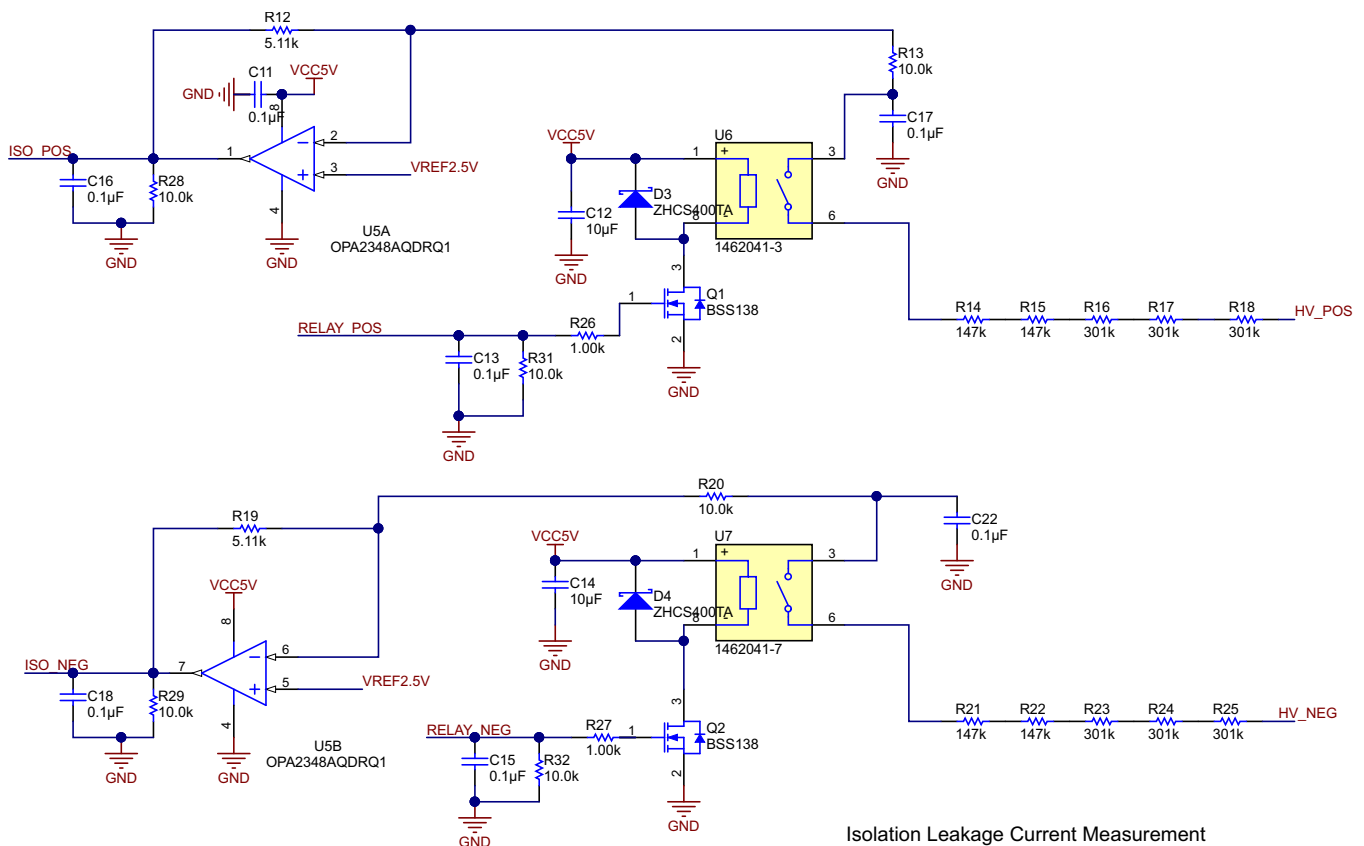 R12
5.11k
C11
VCC5V
GND
0.1µF
8
R13
10.0k
C17
0.1µF
GND
ISO_POS
1
2
3
VREF2.5V
C16
0.1µF
R28
10.0k
4
GND
GND
U5A
OPA2348AQDRQ1
VCC5V
U6
1
+
3
D3
ZHCS400TA
C12
10µF
8
-
6
GND
1462041-3
3
Q1
BSS138
1
2
GND
RELAY_POS
R26
1.00k
C13
0.1µF
R31
10.0k
GND
R14
147k
R15
147k
R16
301k
R17
301k
R18
301k
HV_POS
R20
10.0k
R19
5.11k
C22
0.1µF
GND
VCC5V
8
VCC5V
U7
1
+
3
C14
10µF
D4
ZHCS400TA
8
-
6
GND
1462041-7
ISO_NEG
7
6
5
VREF2.5V
C18
0.1µF
R29
10.0k
4
GND
GND
U5B
OPA2348AQDRQ1
RELAY_NEG
R27
1.00k
1
3
Q2
BSS138
2
GND
C15
0.1µF
R32
10.0k
GND
R21
147k
R22
147k
R23
301k
R24
301k
R25
301k
HV_NEG
Isolation Leakage Current Measurement